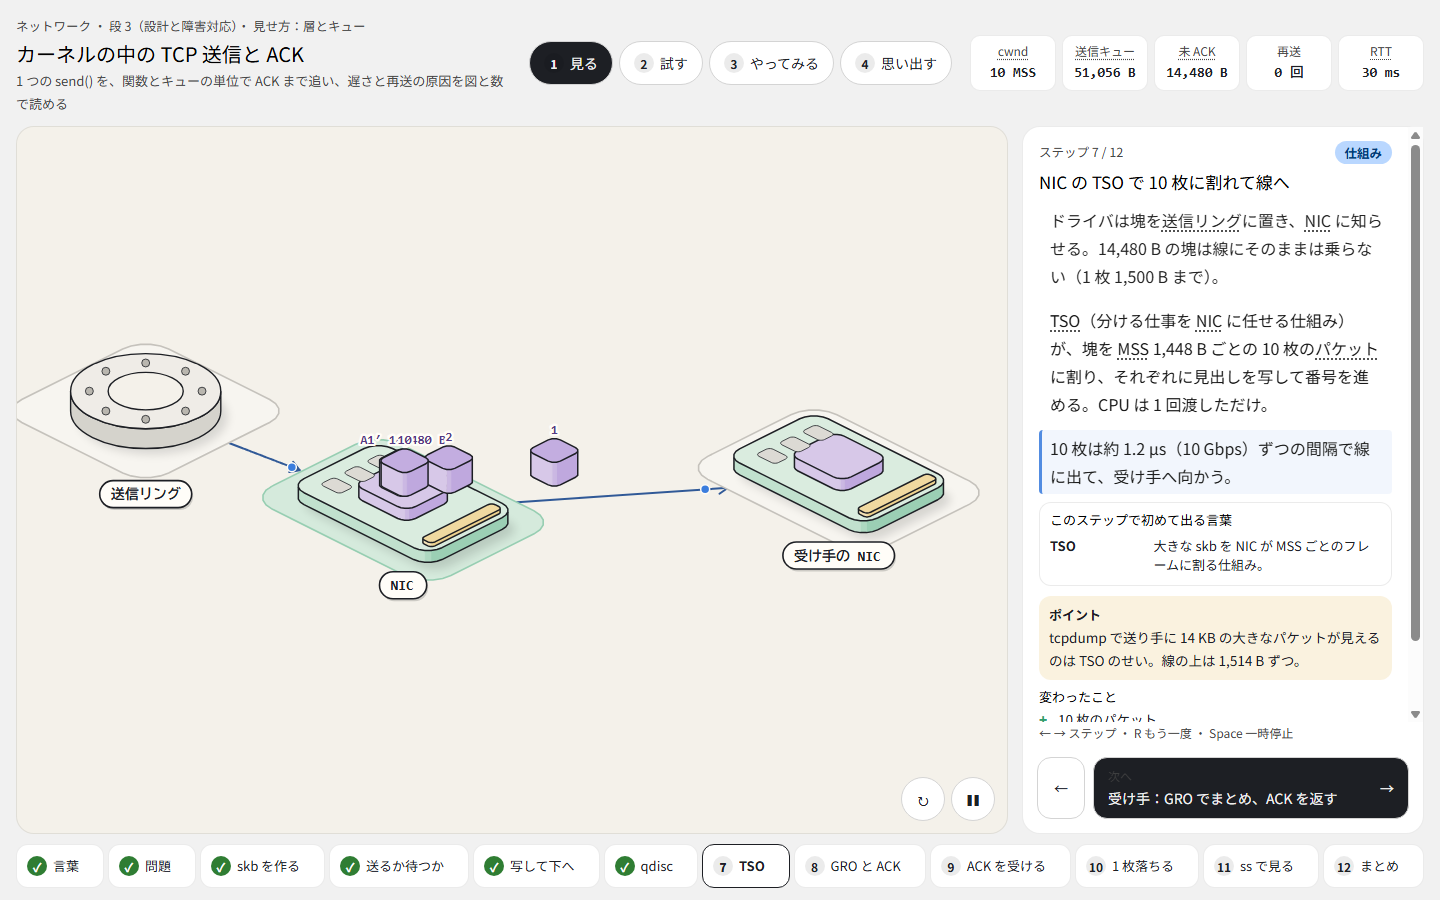 ネットワーク ・ 段 3（設計と障害対応）・ 見せ方：層とキュー
カーネルの中の TCP 送信と ACK
1 つの send() を、関数とキューの単位で ACK まで追い、遅さと再送の原因を図と数
で読める
1 見る
2 試す
3 やってみる
4 思い出す
cwnd
10 MSS
送信キュー
51,056 B
未 ACK
14,480 B
再送
0 回
RTT
30 ms
送信リング
2
1
NIC
受け手の NIC
ステップ 7 / 12
仕組み
NIC の TSO で 10 枚に割れて線へ
ドライバは塊を送信リングに置き、NIC に知ら
せる。14,480 B の塊は線にそのままは乗らな
い（1 枚 1,500 B まで）。
TSO（分ける仕事を NIC に任せる仕組み）
が、塊を MSS 1,448 B ごとの 10 枚のパケット
に割り、それぞれに見出しを写して番号を進
める。CPU は 1 回渡しただけ。
10 枚は約 1.2 µs（10 Gbps）ずつの間隔で線
に出て、受け手へ向かう。
このステップで初めて出る言葉
TSO
大きな skb を NIC が MSS ごとのフレ
ームに割る仕組み。
ポイント
tcpdump で送り手に 14 KB の大きなパケットが見える
のは TSO のせい。線の上は 1,514 B ずつ。
変わったこと
+ 10 枚のパケット
← → ステップ ・ R もう一度 ・ Space 一時停止
←
次へ
受け手：GRO でまとめ、ACK を返す →
✓ 言葉
✓ 問題
✓ skb を作る
✓ 送るか待つか
✓ 写して下へ
✓ qdisc
7 TSO
8 GRO と ACK
9 ACK を受ける
10 1 枚落ちる
11 ss で見る
12 まとめ